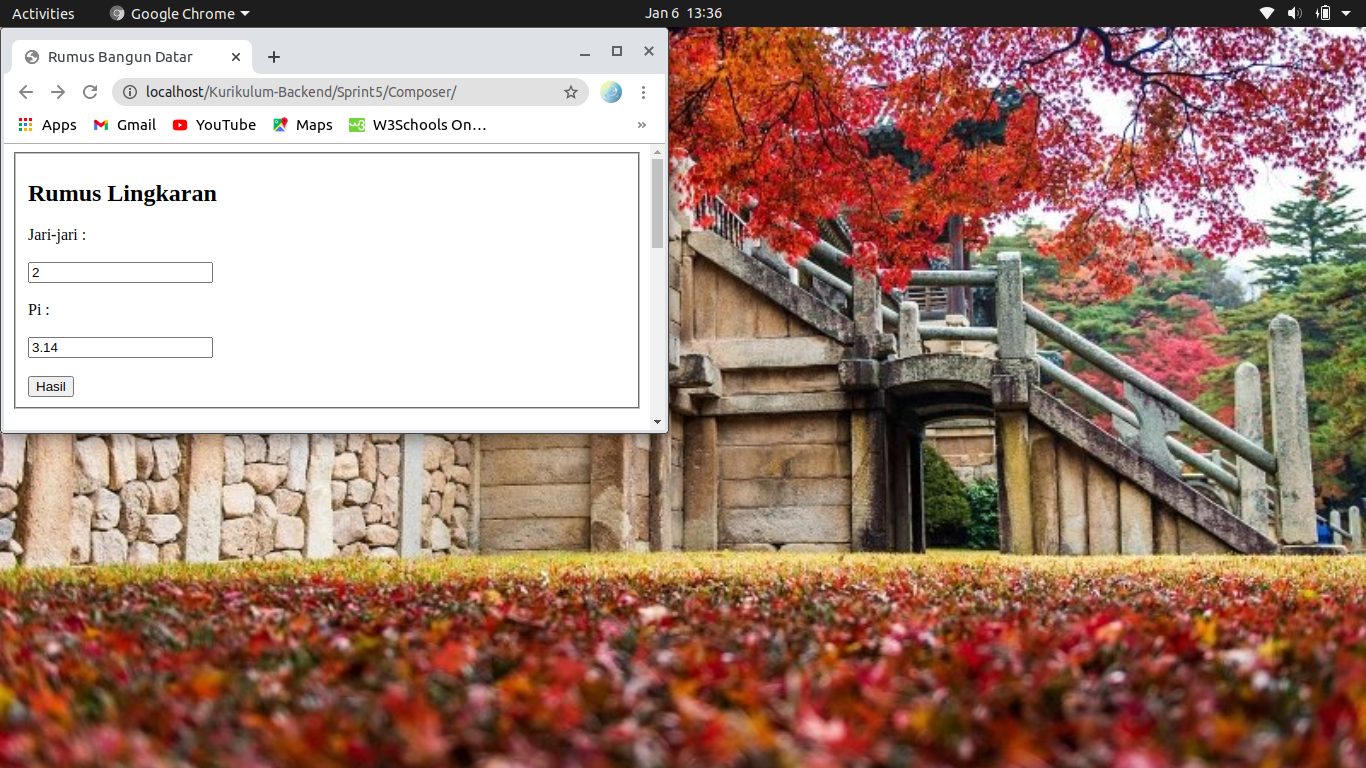 Activities Google Chrome Jan 6 13:36
Rumus Bangun Datar
localhost/Kurikulum-Backend/Sprint5/Composer/
Apps Gmail YouTube Maps W3Schools On… »
Rumus Lingkaran
Jari-jari :
2
Pi :
3.14
Hasil